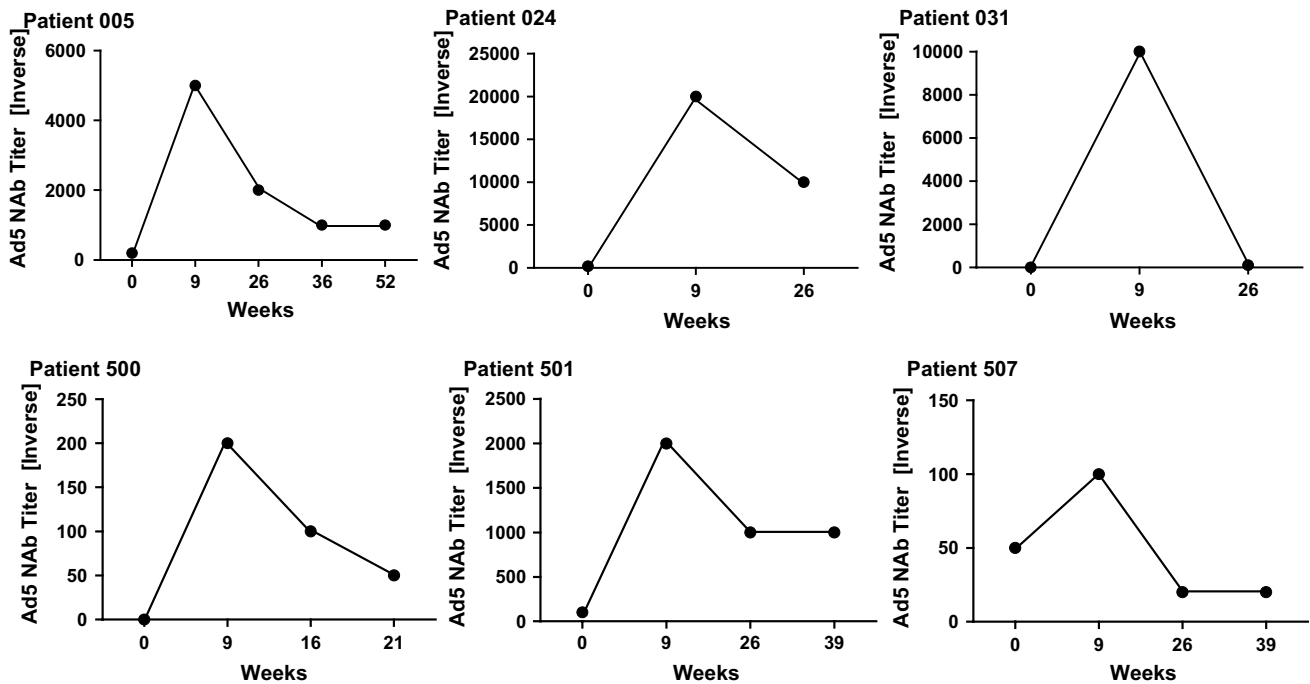 Patient 005
Ad5 NAb Titer [Inverse]
6000
4000
2000
0
0 9 26 36 52
Weeks
Patient 024
Ad5 NAb Titer [Inverse]
25000
20000
15000
10000
5000
0
0 9 26
Weeks
Patient 031
Ad5 NAb Titer [Inverse]
10000
8000
6000
4000
2000
0
0 9 26
Weeks
Patient 500
Ad5 NAb Titer [Inverse]
250
200
150
100
50
0
0 9 16 21
Weeks
Patient 501
Ad5 NAb Titer [Inverse]
2500
2000
1500
1000
500
0
0 9 26 39
Weeks
Patient 507
Ad5 NAb Titer [Inverse]
150
100
50
0
0 9 26 39
Weeks